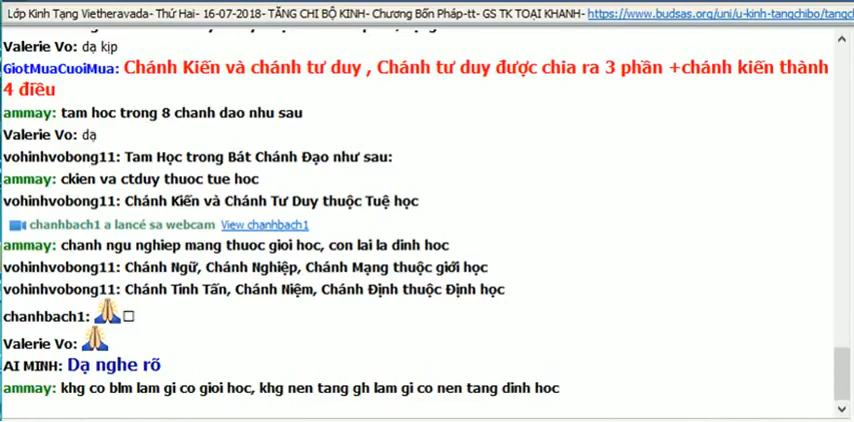 Lớp Kinh Tạng Vietheravada- Thứ Hai- 16-07-2018- TĂNG CHI BỘ KINH- Chương Bốn Pháp-tt- GS TK TOẠI KHANH- https://www.budsas.org/uni/u-kinh-tangchibo/tangc
Valerie Vo: dạ kịp
GiotMuaCuoiMua: Chánh Kiến và chánh tư duy , Chánh tư duy được chia ra 3 phần +chánh kiến thành
4 điều
ammay: tam hoc trong 8 chanh dao nhu sau
Valerie Vo: dạ
vohinhvobong11: Tam Học trong Bát Chánh Đạo như sau:
ammay: ckien va ctduy thuoc tue hoc
vohinhvobong11: Chánh Kiến và Chánh Tư Duy thuộc Tuệ học
chanhbach1 a lancé sa webcam View chanhbach1
ammay: chanh ngu nghiep mang thuoc gioi hoc, con lai la dinh hoc
vohinhvobong11: Chánh Ngữ, Chánh Nghiệp, Chánh Mạng thuộc giới học
vohinhvobong11: Chánh Tinh Tấn, Chánh Niệm, Chánh Định thuộc Định học
chanhbach1: 🙏□
Valerie Vo: 🙏
AI MINH: Dạ nghe rõ
ammay: khg co blm lam gi co gioi hoc, khg nen tang gh lam gi co nen tang dinh hoc